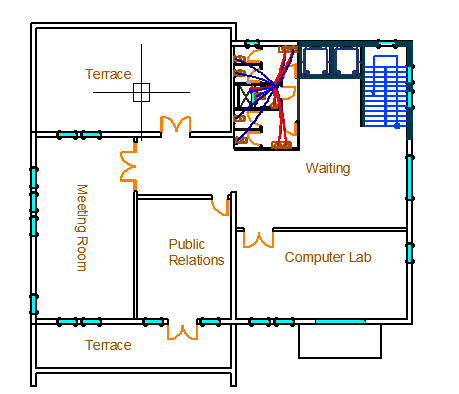 Terrace
Waiting
Meeting Room
Public
Relations
Computer Lab
Terrace